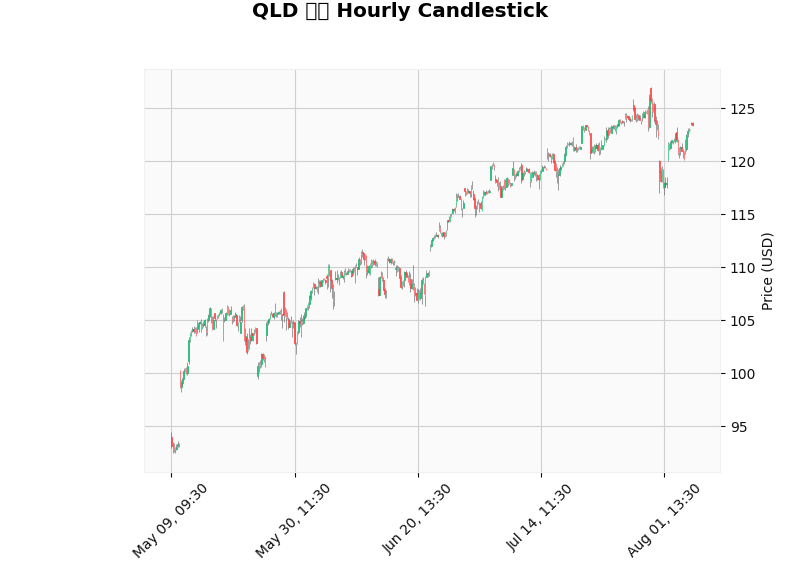 QLD Hourly Candlestick
125
120
115
110
105
100
95
Price (USD)
May 09, 09:30
May 30, 11:30
Jun 20, 13:30
Jul 14, 11:30
Aug 01, 13:30